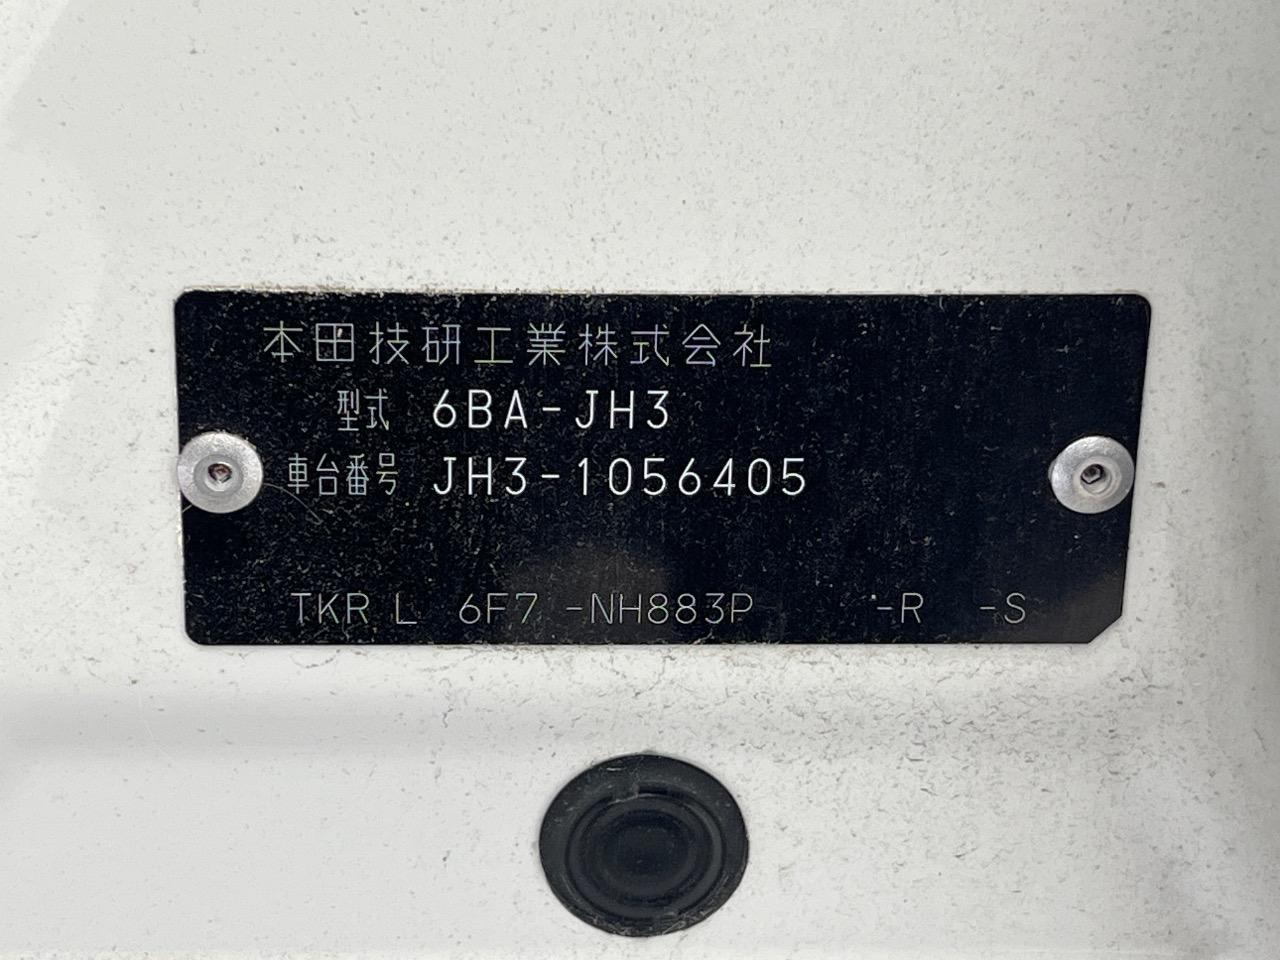 本田技研工業株式会社
型式 6BA-JH3
車台番号 JH3-1056405
TKR L 6F7 -NH883P -R -S